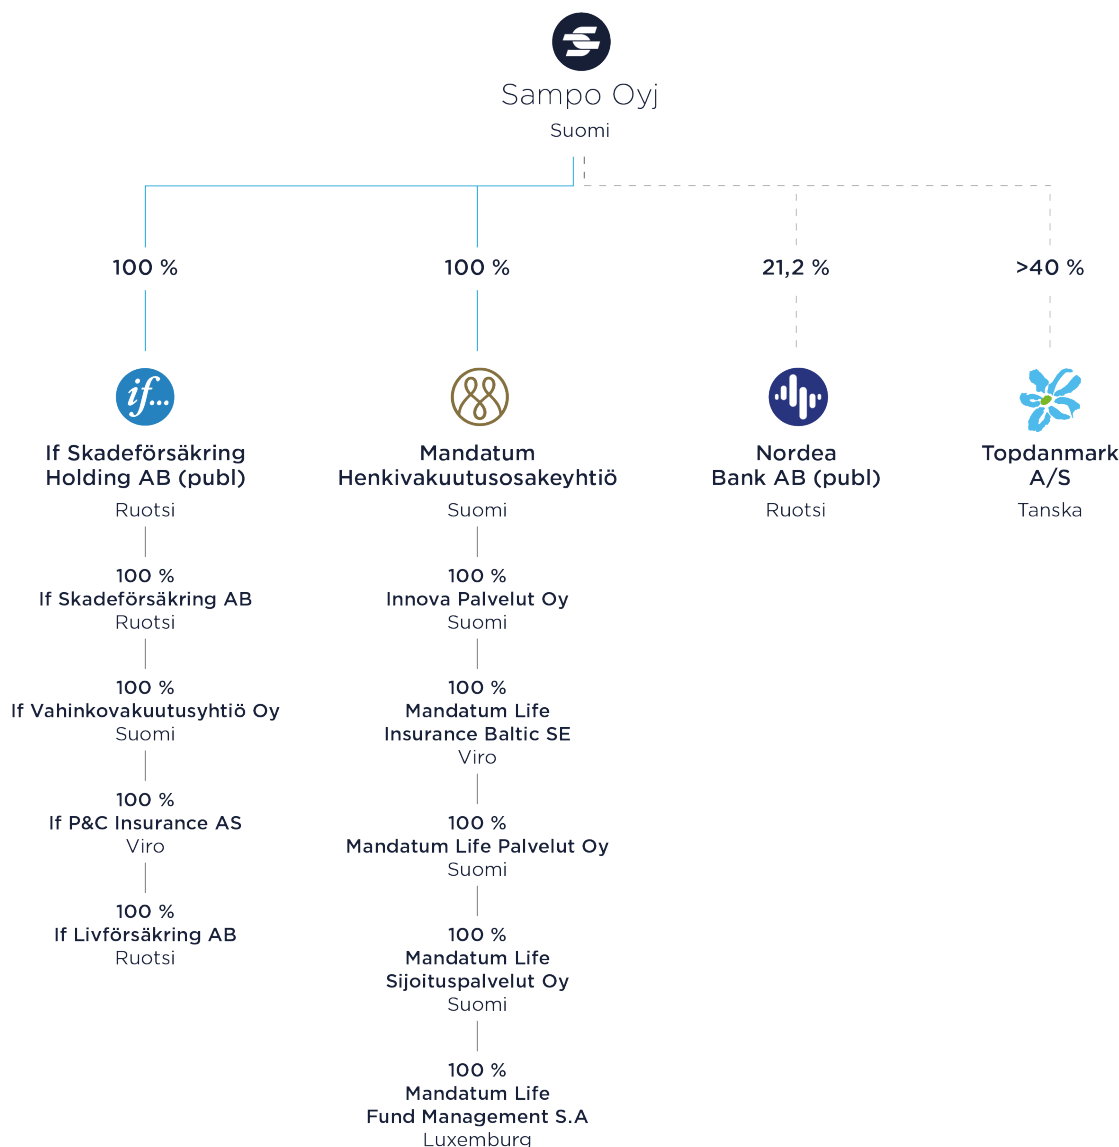 Sampo Oyj
Suomi
100 %
100 %
21,2 %
>40 %
if...
If Skadeförsäkring
Holding AB (publ)
Ruotsi
100 %
If Skadeförsäkring AB
Ruotsi
100 %
If Vahinkovakuutusyhtiö Oy
Suomi
100 %
If P&C Insurance AS
Viro
100 %
If Livförsäkring AB
Ruotsi
Mandatum
Henkivakuutusosakeyhtiö
Suomi
100 %
Innova Palvelut Oy
Suomi
100 %
Mandatum Life
Insurance Baltic SE
Viro
100 %
Mandatum Life Palvelut Oy
Suomi
100 %
Mandatum Life
Sijoituspalvelut Oy
Suomi
100 %
Mandatum Life
Fund Management S.A
Luxemburg
Nordea
Bank AB (publ)
Ruotsi
Topdanmark
A/S
Tanska